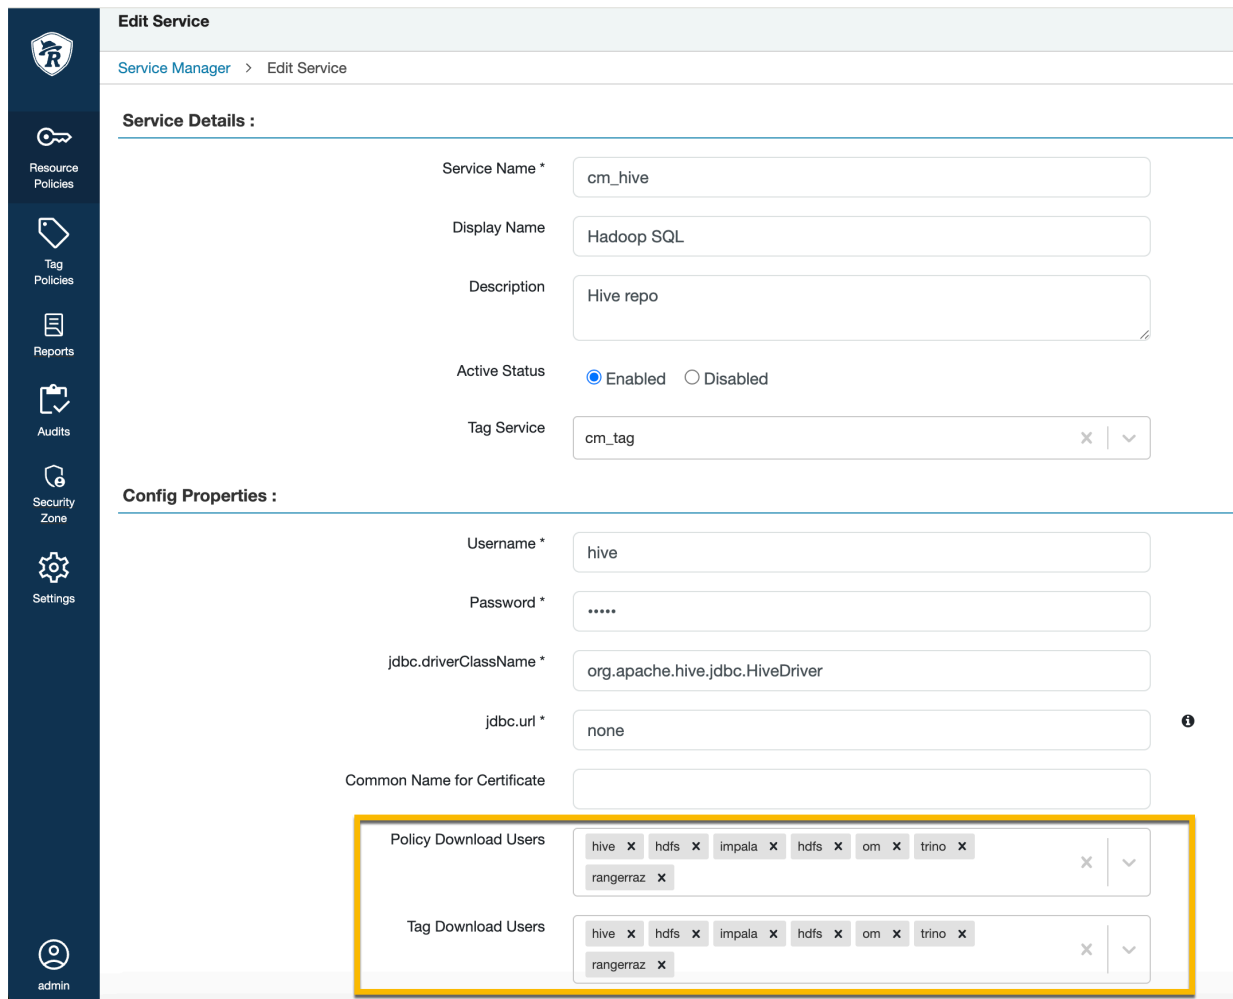 Edit Service
Service Manager > Edit Service
R
Resource
Policies
Tag
Policies
Reports
Audits
Security
Zone
Settings
admin
Service Details :
Service Name *
cm_hive
Display Name
Hadoop SQL
Description
Hive repo
Active Status
Enabled Disabled
Tag Service
cm_tag
Config Properties :
Username *
hive
Password *
•••••
jdbc.driverClassName *
org.apache.hive.jdbc.HiveDriver
jdbc.url *
none
Common Name for Certificate
Policy Download Users
hive x hdfs x impala x hdfs x om x trino x
rangerraz x
Tag Download Users
hive x hdfs x impala x hdfs x om x trino x
rangerraz x